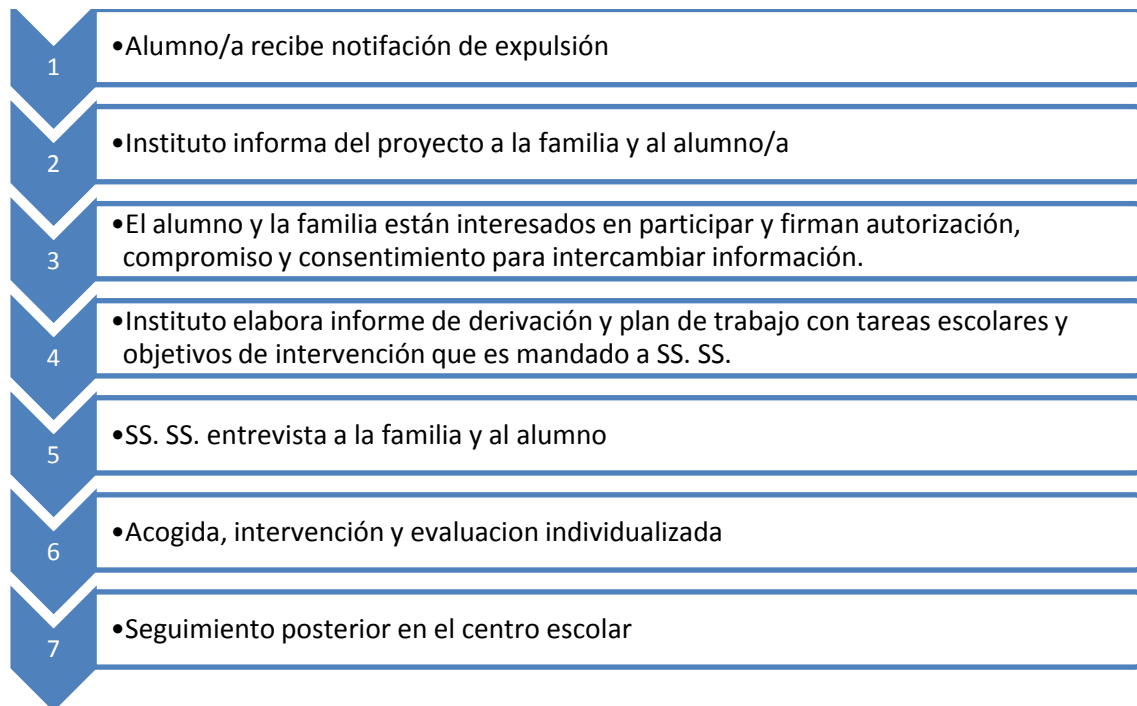 1
•Alumno/a recibe notifación de expulsión
2
•Instituto informa del proyecto a la familia y al alumno/a
3
•El alumno y la familia están interesados en participar y firman autorización,
compromiso y consentimiento para intercambiar información.
4
•Instituto elabora informe de derivación y plan de trabajo con tareas escolares y
objetivos de intervención que es mandado a SS. SS.
5
•SS. SS. entrevista a la familia y al alumno
6
•Acogida, intervención y evaluacion individualizada
7
•Seguimiento posterior en el centro escolar